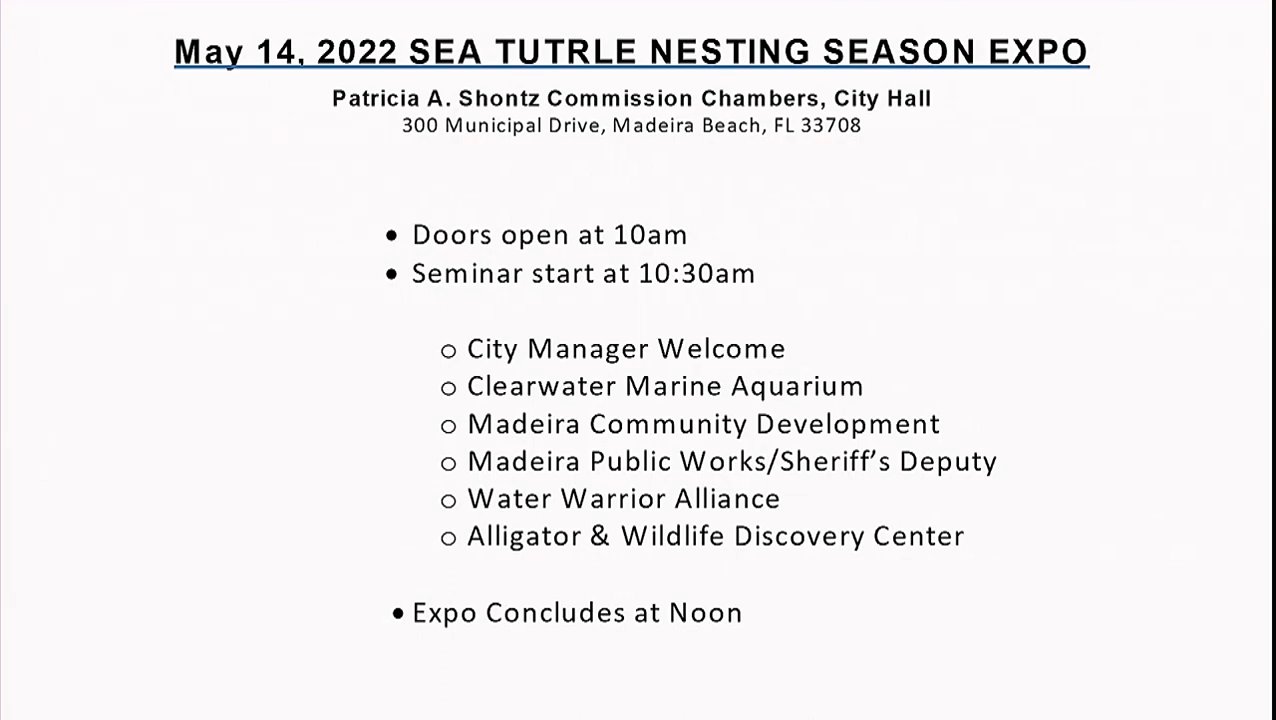 May 14, 2022 SEA TUTRLE NESTING SEASON EXPO
Patricia A. Shontz Commission Chambers, City Hall
300 Municipal Drive, Madeira Beach, FL 33708
• Doors open at 10am
• Seminar start at 10:30am
o City Manager Welcome
o Clearwater Marine Aquarium
o Madeira Community Development
o Madeira Public Works/Sheriff’s Deputy
o Water Warrior Alliance
o Alligator & Wildlife Discovery Center
• Expo Concludes at Noon